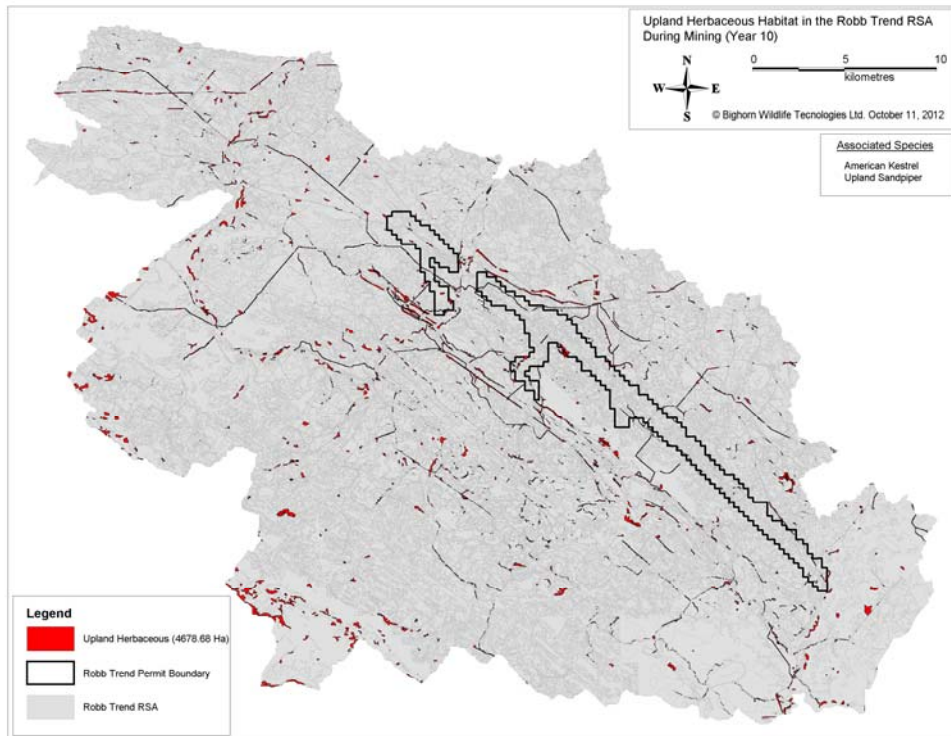 Upland Herbaceous Habitat in the Robb Trend RSA
During Mining (Year 10)
N
W E
S
0 5 10
kilometres
© Bighorn Wildlife Tecnologies Ltd. October 11, 2012
Associated Species
American Kestrel
Upland Sandpiper
Legend
Upland Herbaceous (4678.68 Ha)
Robb Trend Permit Boundary
Robb Trend RSA